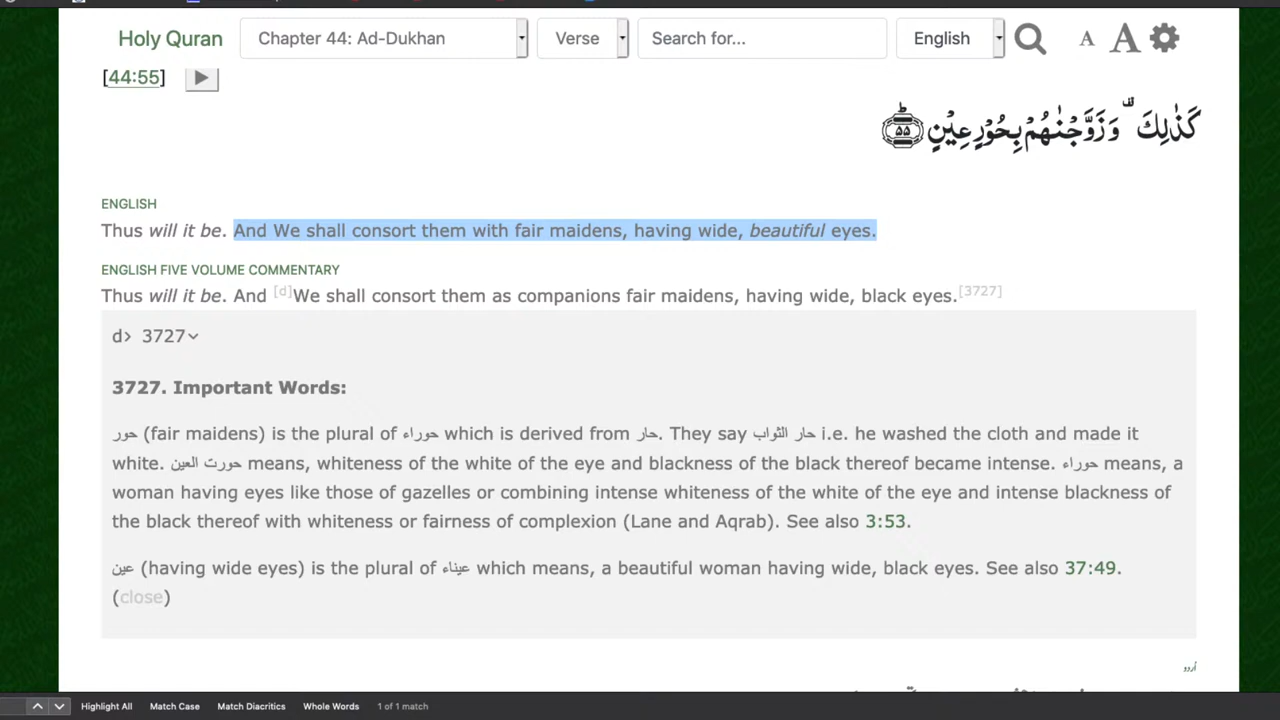 Holy Quran
Chapter 44: Ad-Dukhan
Verse
Search for...
English
A A
[44:55]
كَذٰلِكَ ۟ وَزَوَّجۡنٰهُمۡ بِحُوۡرٍ عِيۡنٍ ﴿ؕ۵۵﴾
ENGLISH
Thus will it be. And We shall consort them with fair maidens, having wide, beautiful eyes.
ENGLISH FIVE VOLUME COMMENTARY
Thus will it be. And [d]We shall consort them as companions fair maidens, having wide, black eyes.[3727]
d> 3727
3727. Important Words:
حور (fair maidens) is the plural of حوراء which is derived from حار. They say حار الثواب i.e. he washed the cloth and made it
white. حورت العين means, whiteness of the white of the eye and blackness of the black thereof became intense. حوراء means, a
woman having eyes like those of gazelles or combining intense whiteness of the white of the eye and intense blackness of
the black thereof with whiteness or fairness of complexion (Lane and Aqrab). See also 3:53.
عين (having wide eyes) is the plural of عيناء which means, a beautiful woman having wide, black eyes. See also 37:49.
(close)
اُردو
Highlight All
Match Case
Match Diacritics
Whole Words
1 of 1 match